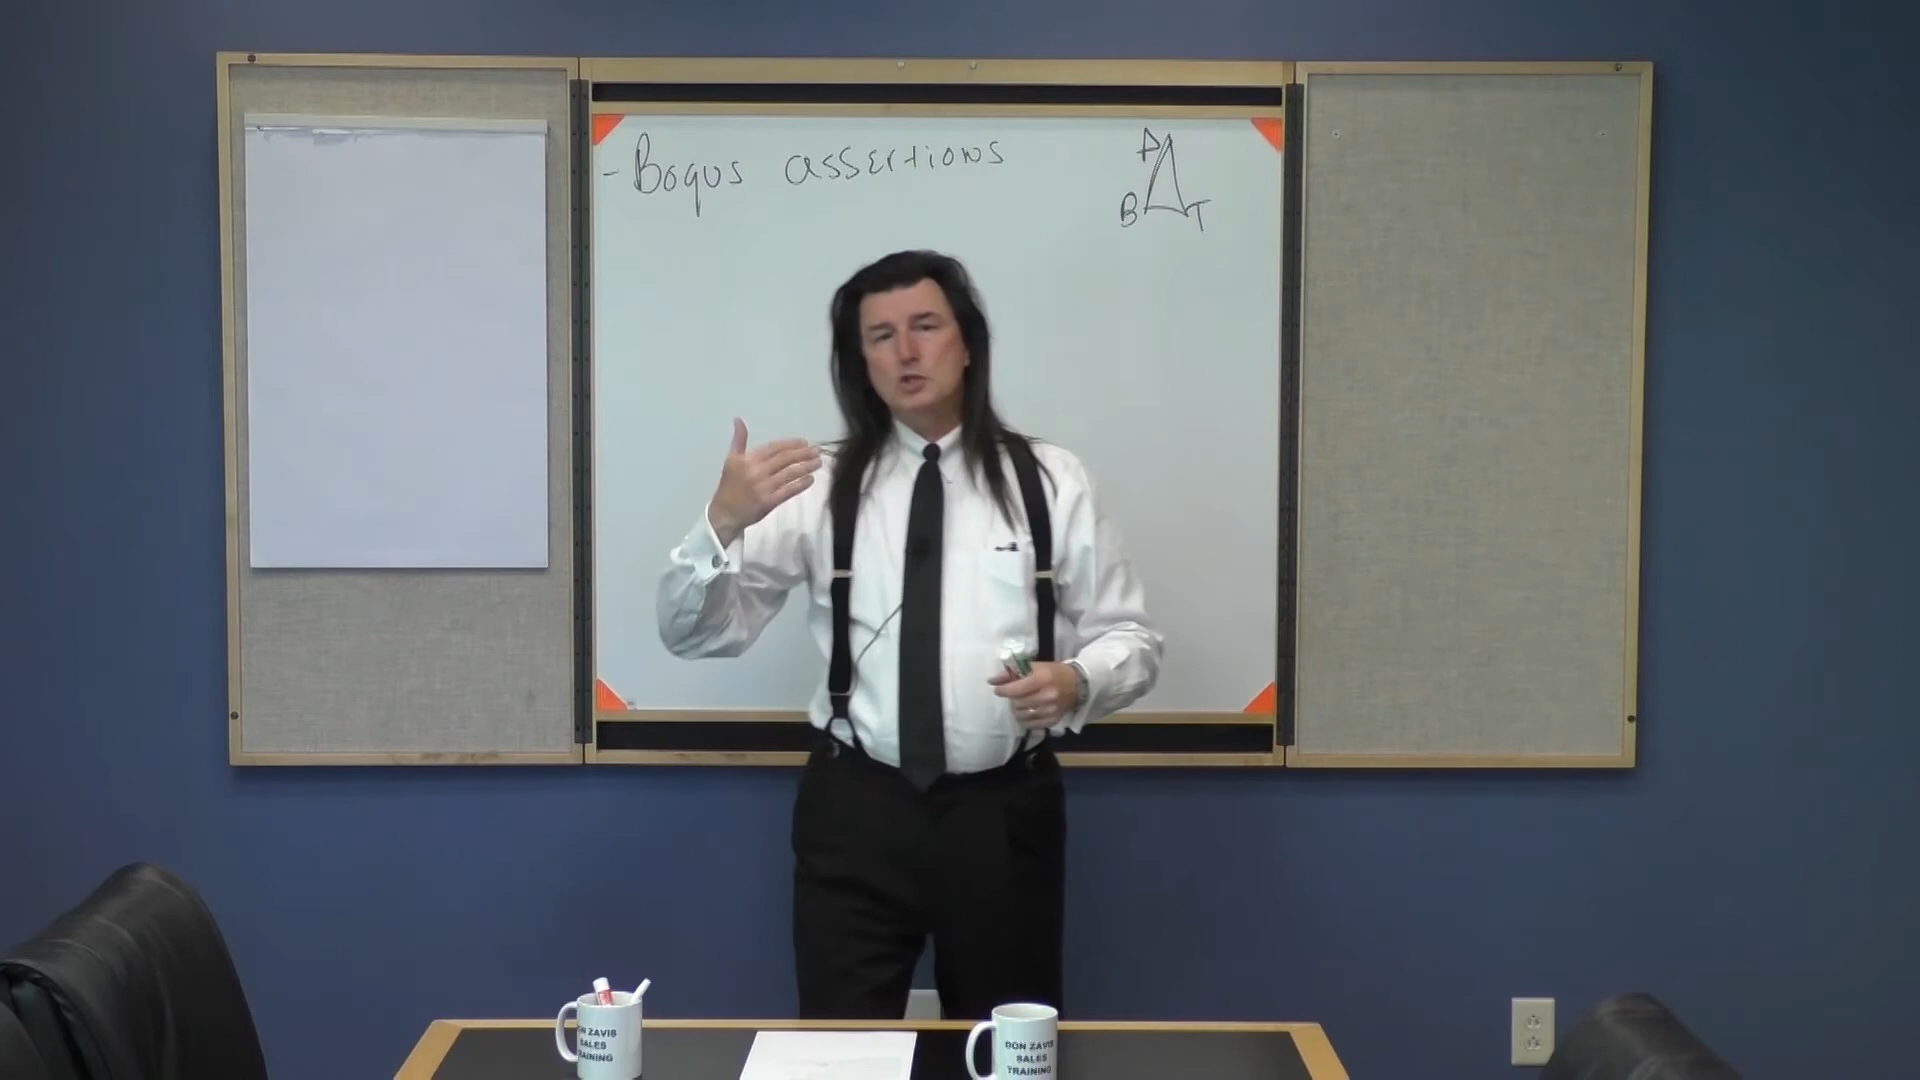 - Bogus assertions
A
B T
DON ZAVIS
SALES
TRAINING
DON ZAVIS
SALES
TRAINING